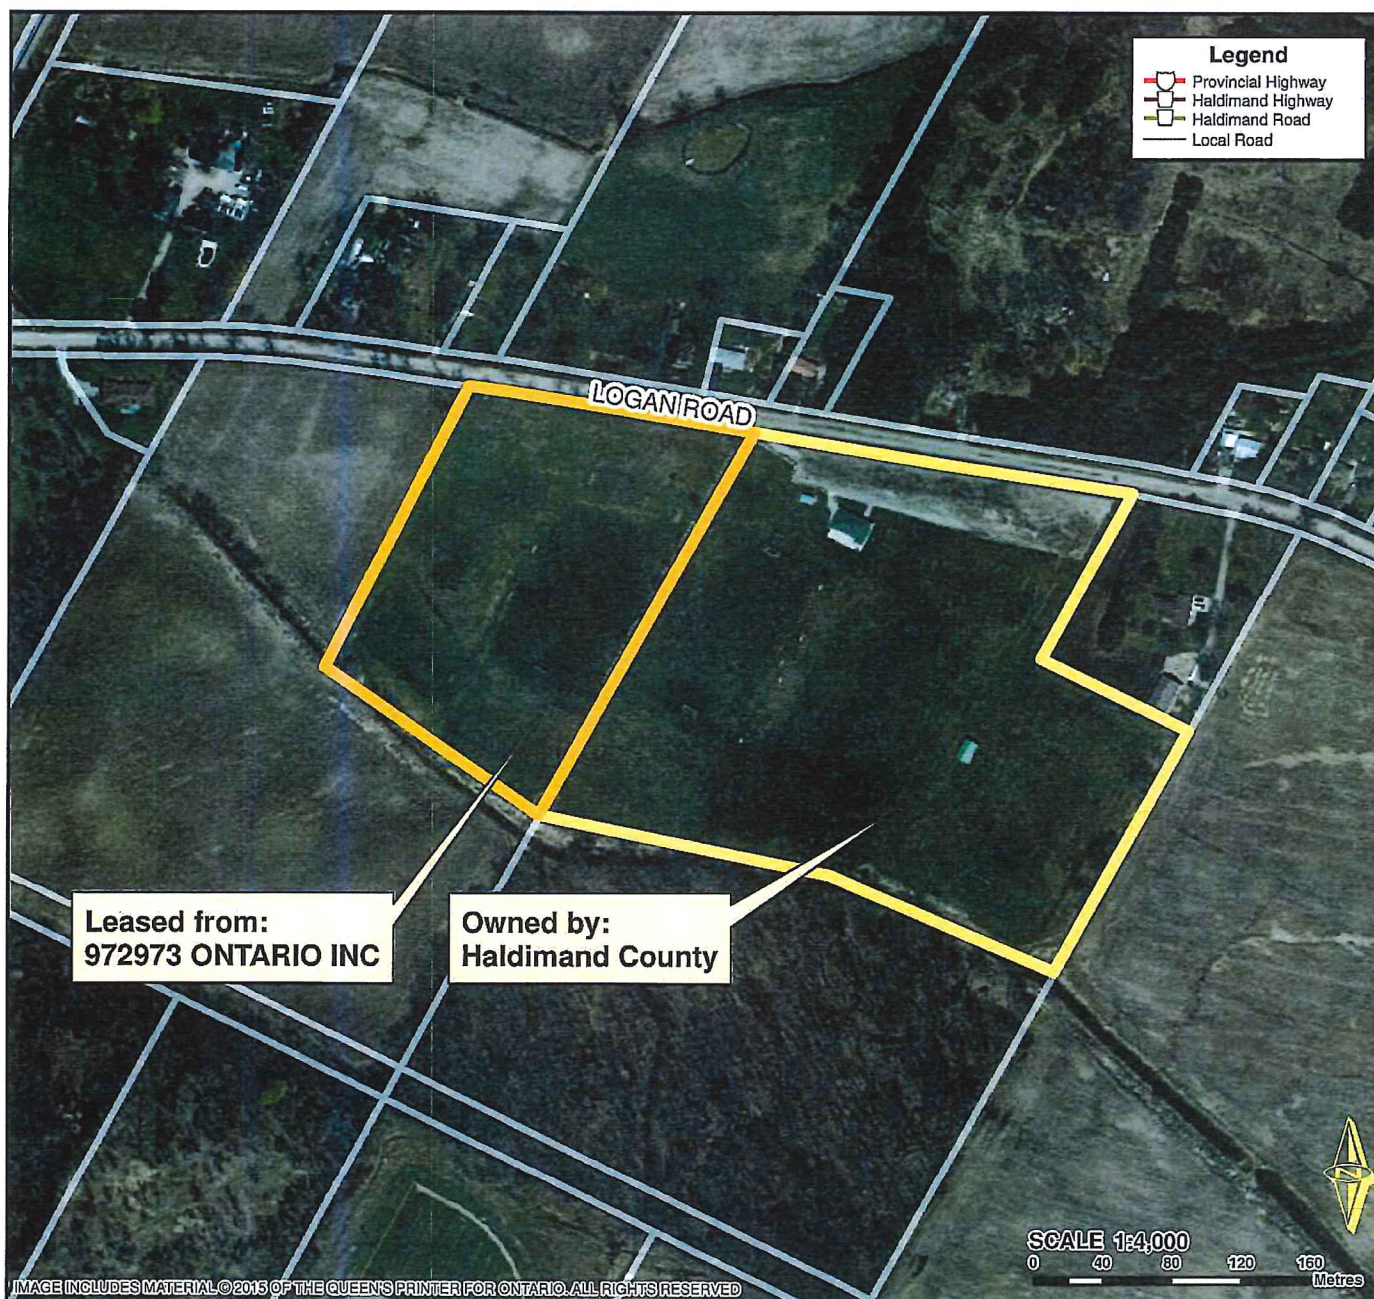 Legend
Provincial Highway
Haldimand Highway
Haldimand Road
Local Road
LOGAN ROAD
Leased from:
972973 ONTARIO INC
Owned by:
Haldimand County
N
SCALE 1:4,000
0 40 80 120 160
Metres
IMAGE INCLUDES MATERIAL © 2015 OF THE QUEEN'S PRINTER FOR ONTARIO. ALL RIGHTS RESERVED